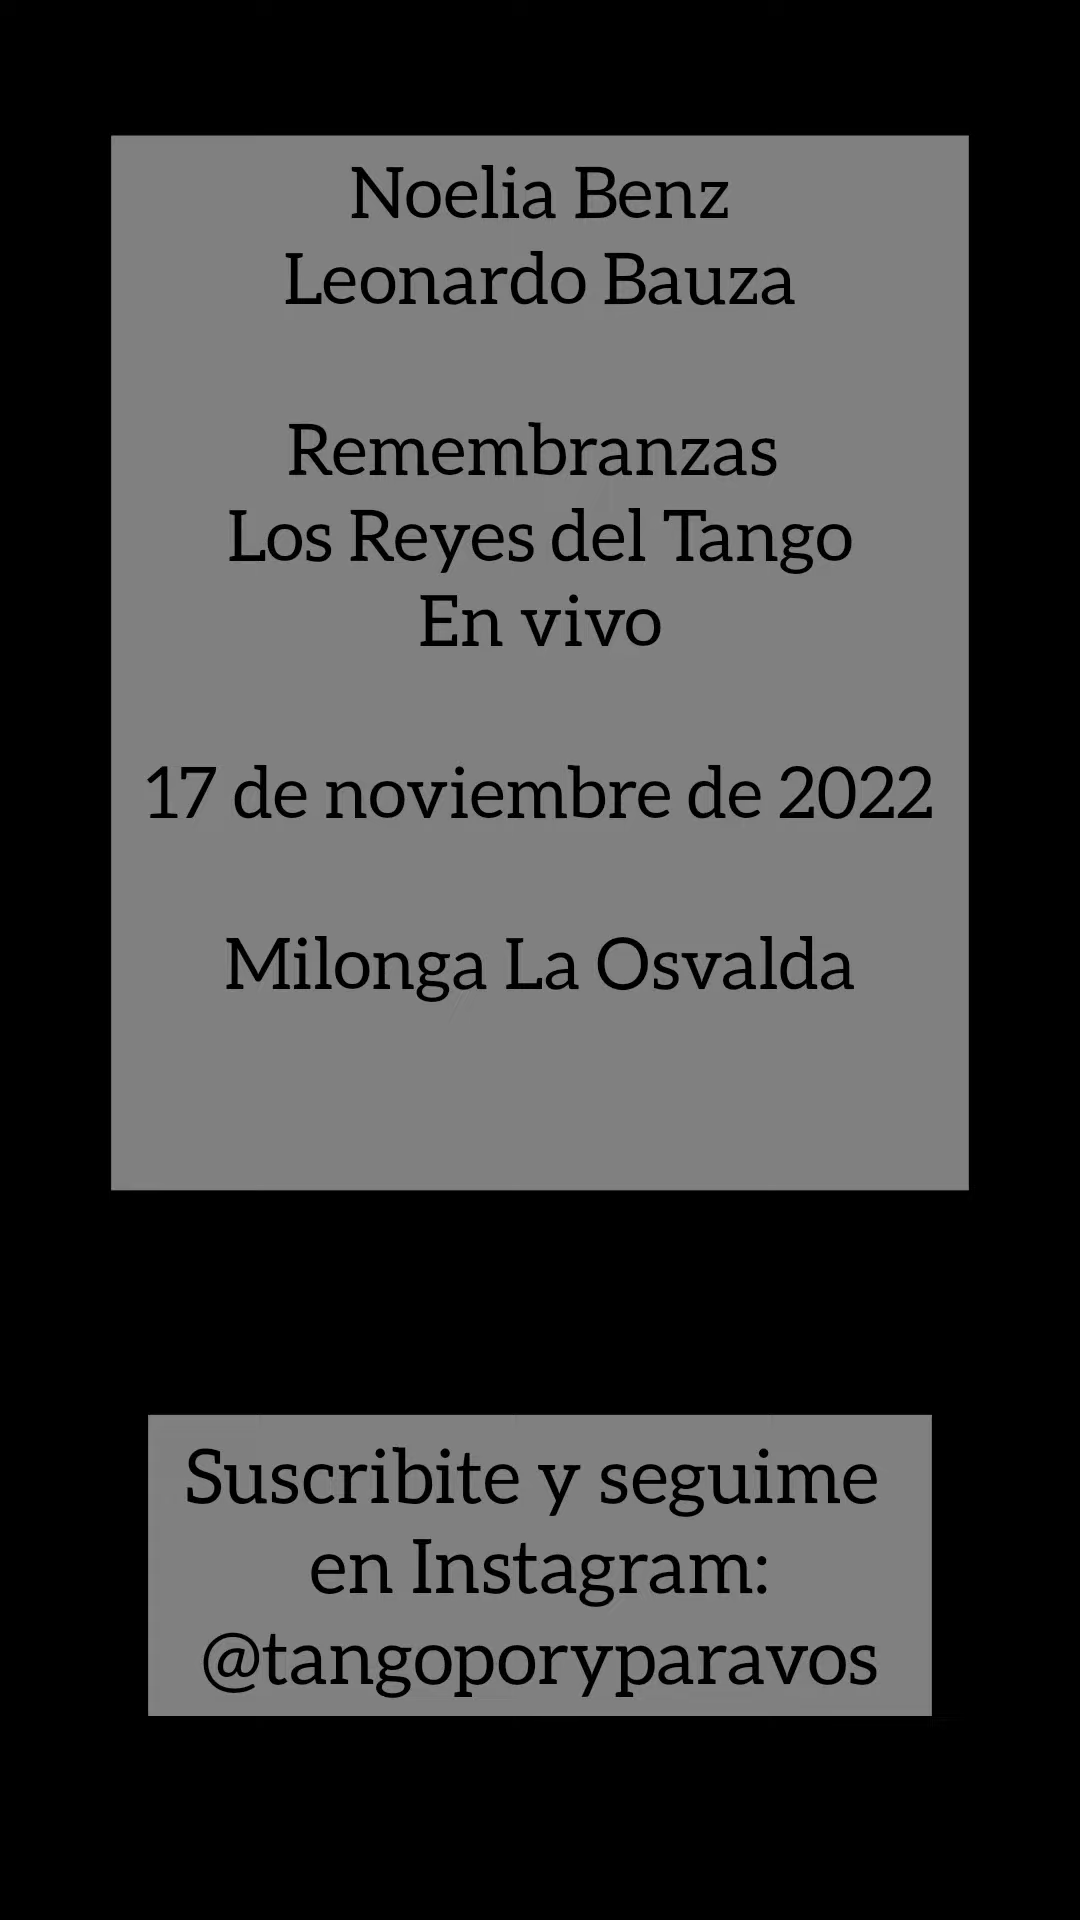 Noelia Benz
Leonardo Bauza
Remembranzas
Los Reyes del Tango
En vivo
17 de noviembre de 2022
Milonga La Osvalda
Suscribite y seguime
en Instagram:
@tangoporyparavos